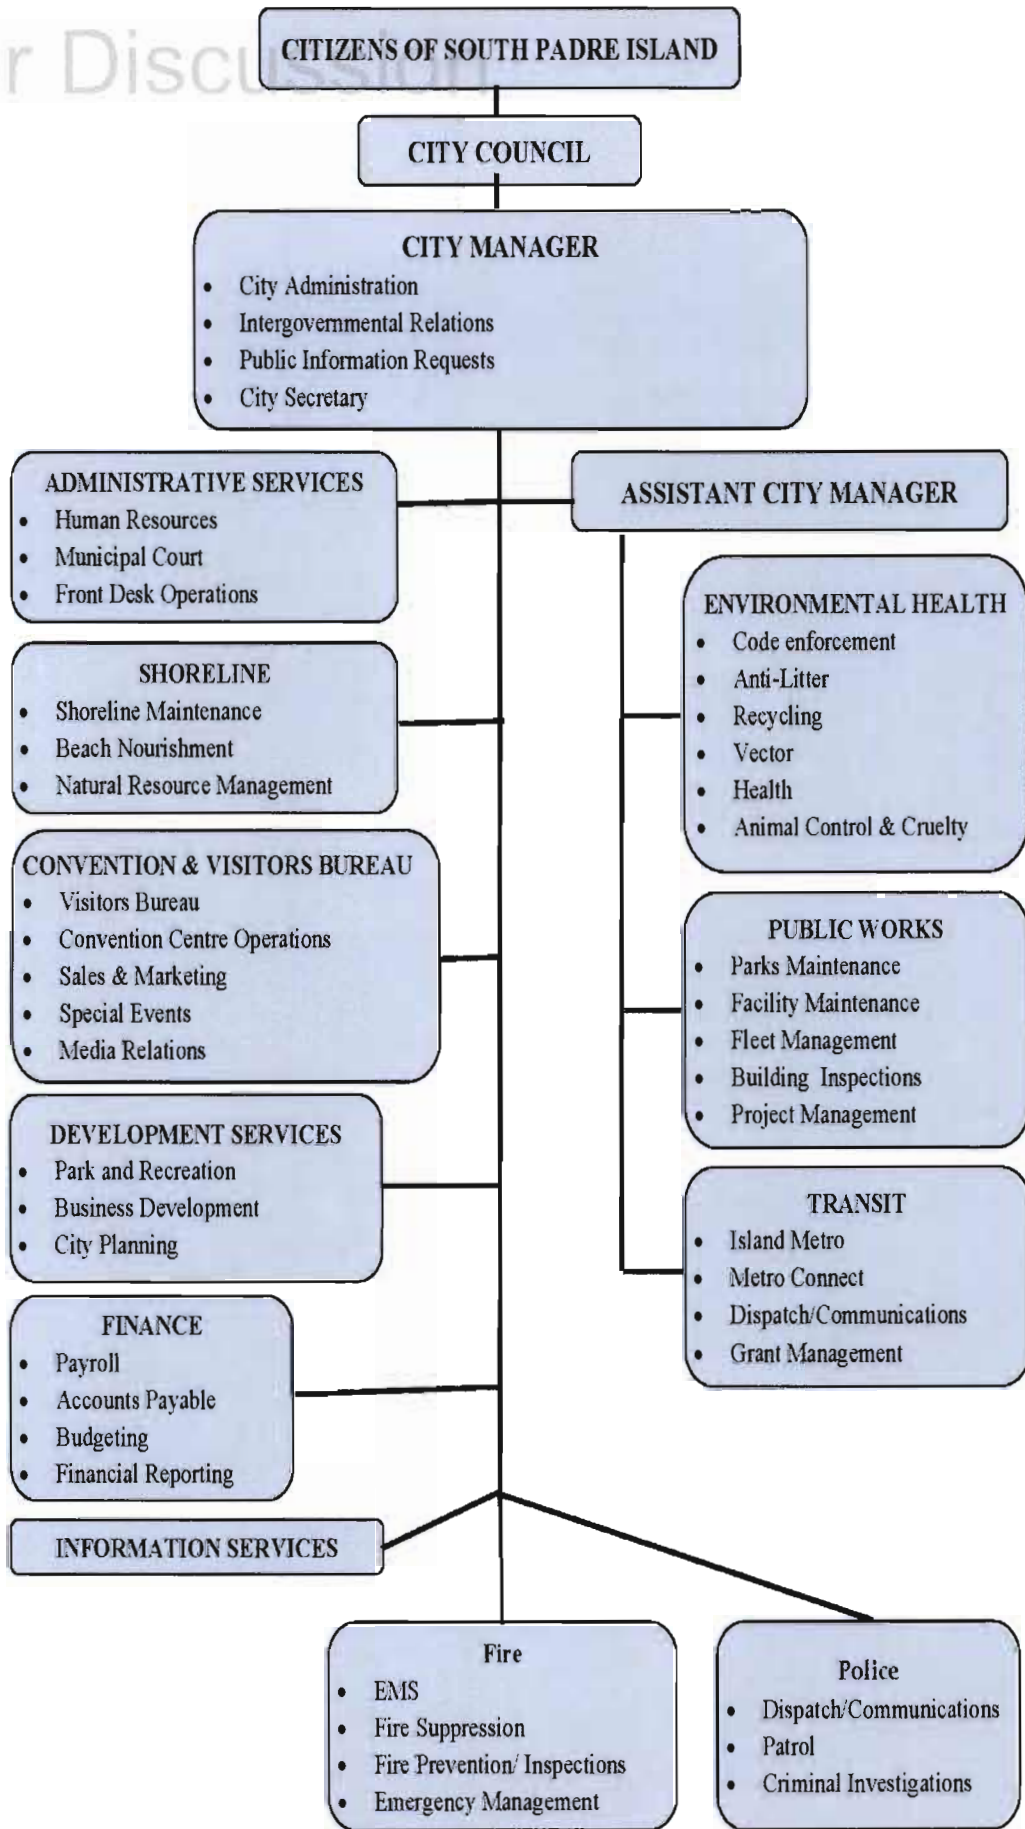 r Discussion
CITIZENS OF SOUTH PADRE ISLAND
CITY COUNCIL
CITY MANAGER
• City Administration
• Intergovernmental Relations
• Public Information Requests
• City Secretary
ADMINISTRATIVE SERVICES
• Human Resources
• Municipal Court
• Front Desk Operations
ASSISTANT CITY MANAGER
SHORELINE
• Shoreline Maintenance
• Beach Nourishment
• Natural Resource Management
ENVIRONMENTAL HEALTH
• Code enforcement
• Anti-Litter
• Recycling
• Vector
• Health
• Animal Control & Cruelty
CONVENTION & VISITORS BUREAU
• Visitors Bureau
• Convention Centre Operations
• Sales & Marketing
• Special Events
• Media Relations
PUBLIC WORKS
• Parks Maintenance
• Facility Maintenance
• Fleet Management
• Building Inspections
• Project Management
DEVELOPMENT SERVICES
• Park and Recreation
• Business Development
• City Planning
TRANSIT
• Island Metro
• Metro Connect
• Dispatch/Communications
• Grant Management
FINANCE
• Payroll
• Accounts Payable
• Budgeting
• Financial Reporting
INFORMATION SERVICES
Fire
• EMS
• Fire Suppression
• Fire Prevention/ Inspections
• Emergency Management
Police
• Dispatch/Communications
• Patrol
• Criminal Investigations